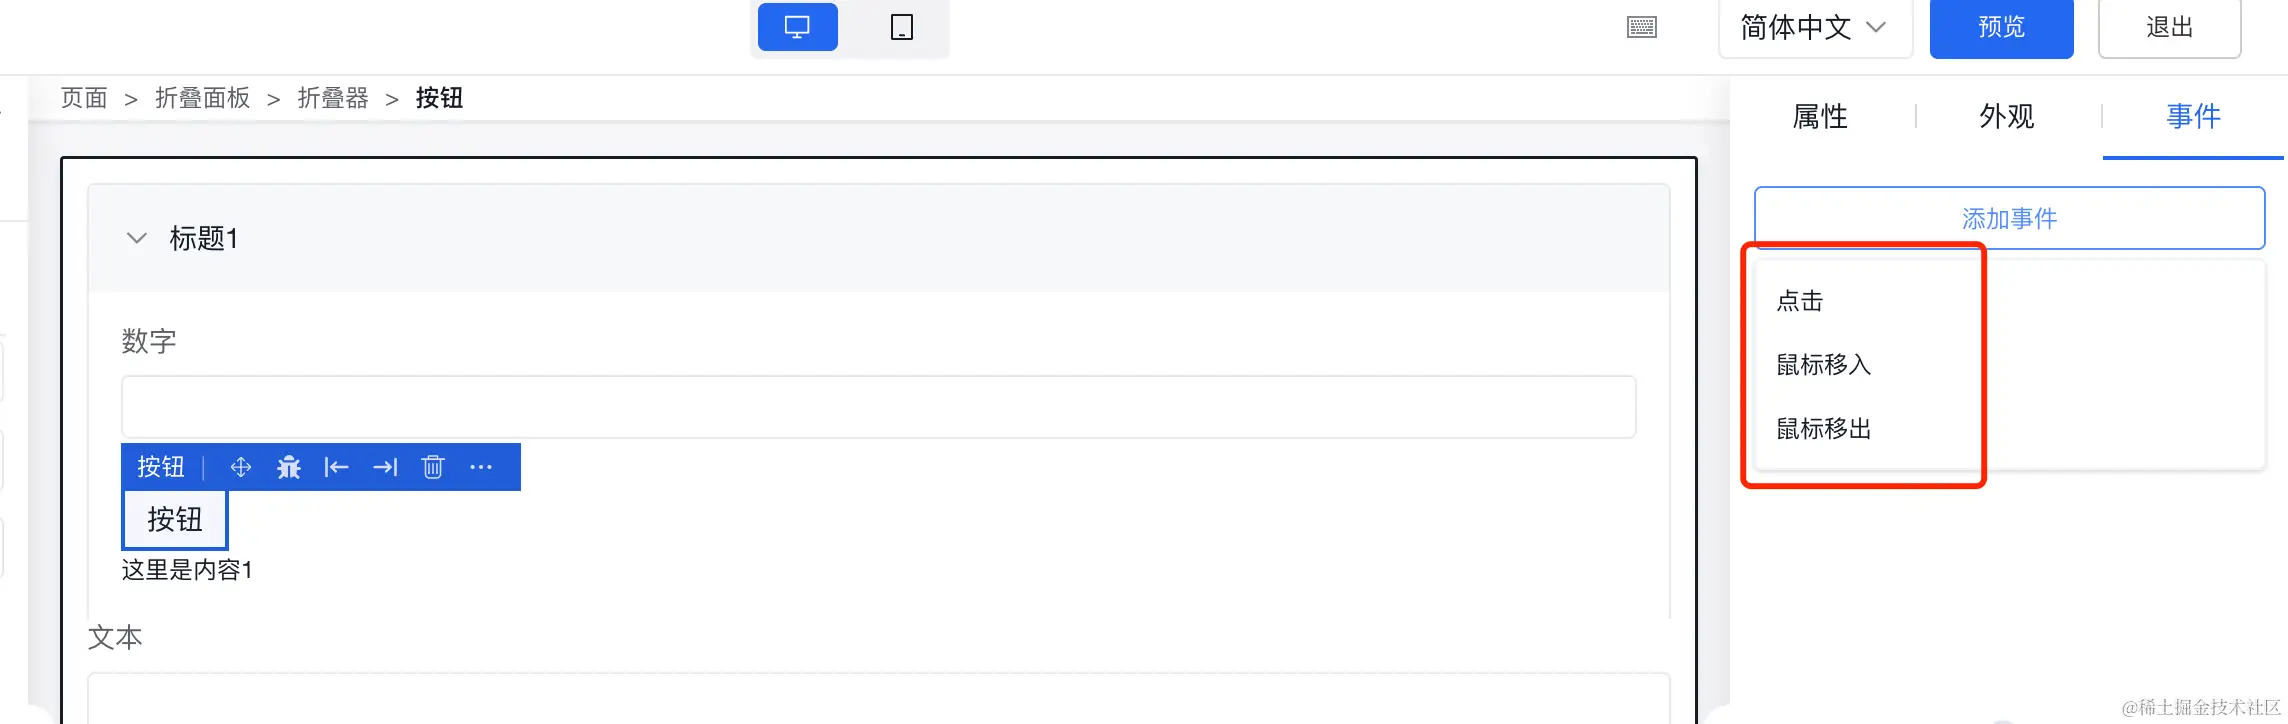 简体中文
预览
退出
页面 > 折叠面板 > 折叠器 > 按钮
属性
外观
事件
添加事件
点击
鼠标移入
鼠标移出
标题1
数字
按钮
按钮
这里是内容1
文本
@稀土掘金技术社区